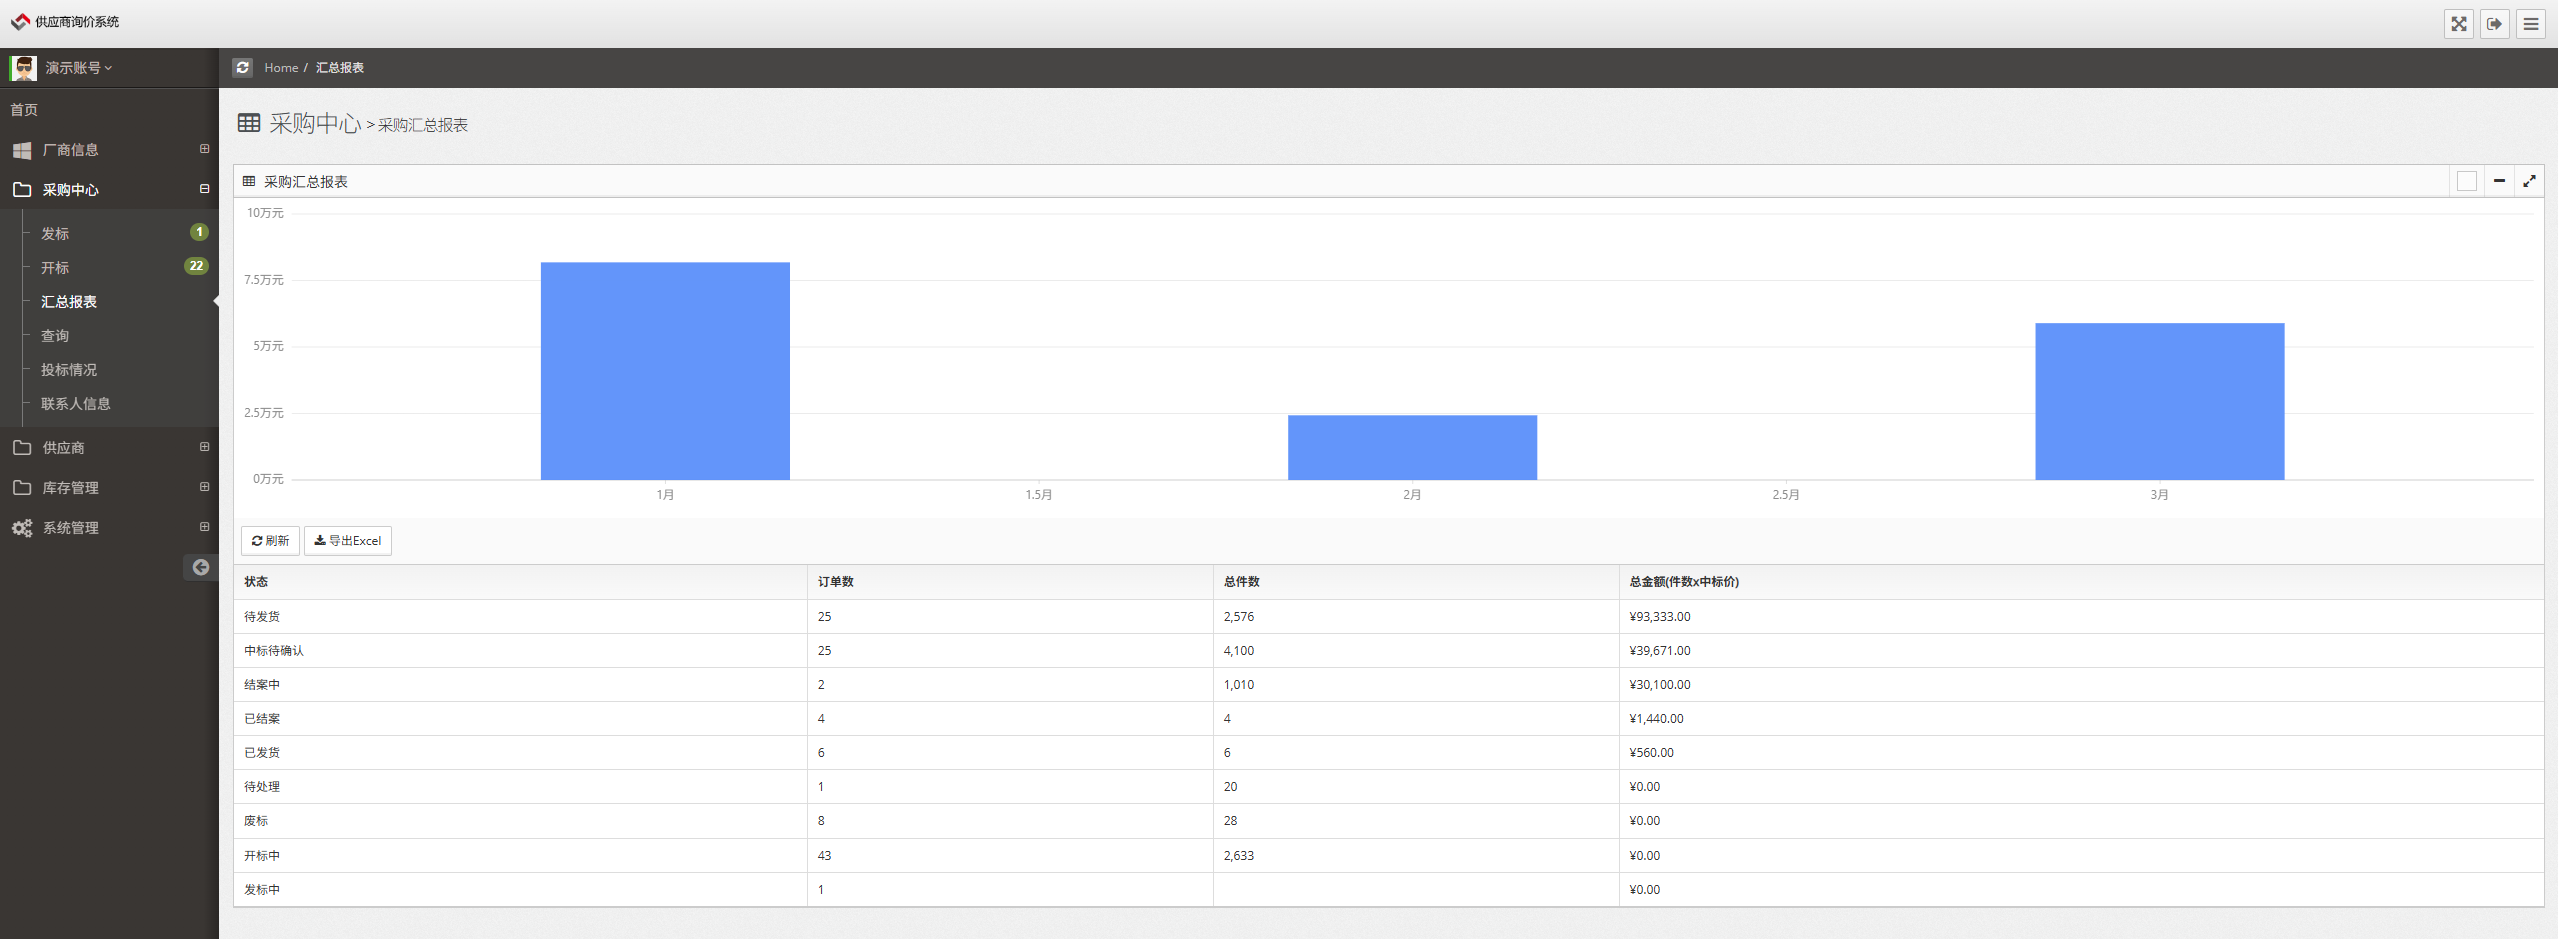 供应商询价系统
演示账号
Home / 汇总报表
首页
厂商信息
采购中心
发标 1
开标 22
汇总报表
查询
投标情况
联系人信息
供应商
库存管理
系统管理
采购中心 > 采购汇总报表
采购汇总报表
10万元
7.5万元
5万元
2.5万元
0万元
1月 1.5月 2月 2.5月 3月
刷新 导出Excel
状态 订单数 总件数 总金额(件数x中标价)
待发货 25 2,576 ¥93,333.00
中标待确认 25 4,100 ¥39,671.00
结案中 2 1,010 ¥30,100.00
已结案 4 4 ¥1,440.00
已发货 6 6 ¥560.00
待处理 1 20 ¥0.00
废标 8 28 ¥0.00
开标中 43 2,633 ¥0.00
发标中 1 ¥0.00